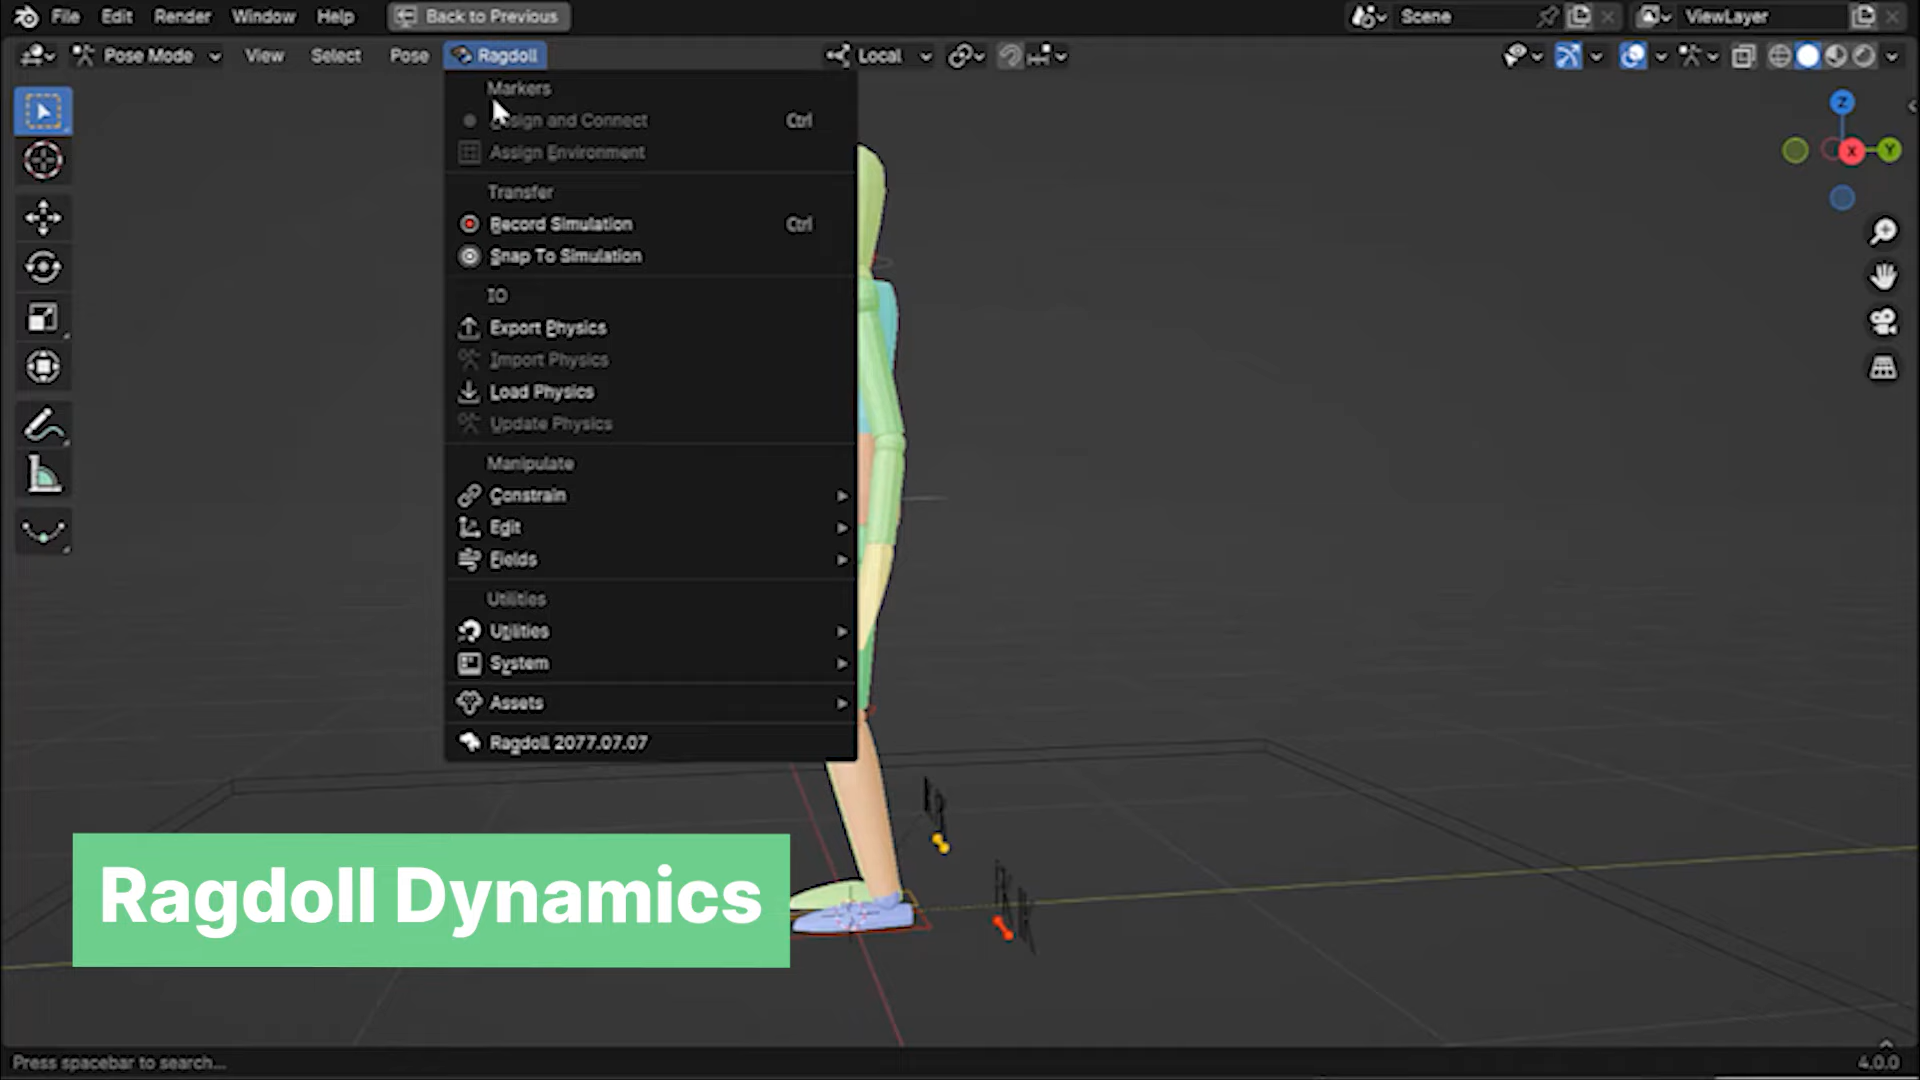 File Edit Render Window Help Back to Previous Scene ViewLayer
Pose Mode View Select Pose Ragdoll Local
Markers
Assign and Connect Ctrl
Assign Environment
Transfer
Record Simulation Ctrl
Snap To Simulation
IO
Export Physics
Import Physics
Load Physics
Update Physics
Manipulate
Constrain
Edit
Fields
Utilities
Utilities
System
Assets
Ragdoll 2077.07.07
Z
X Y
Ragdoll Dynamics
Press spacebar to search... 4.0.0